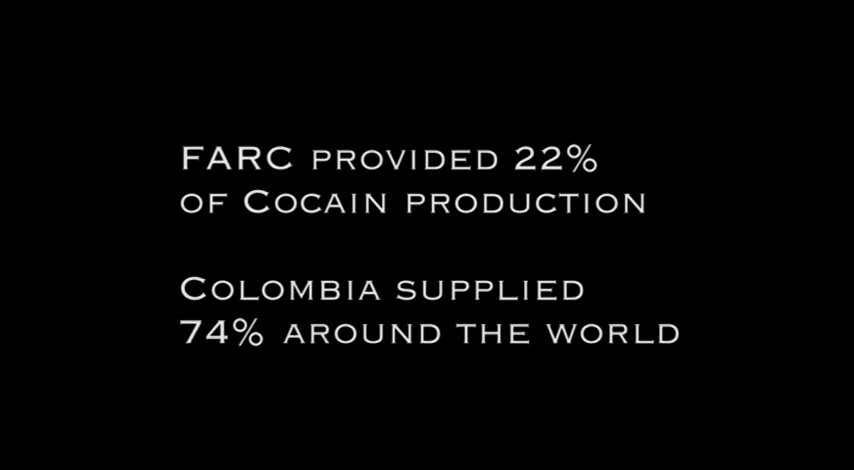 FARC PROVIDED 22%
OF COCAIN PRODUCTION
COLOMBIA SUPPLIED
74% AROUND THE WORLD